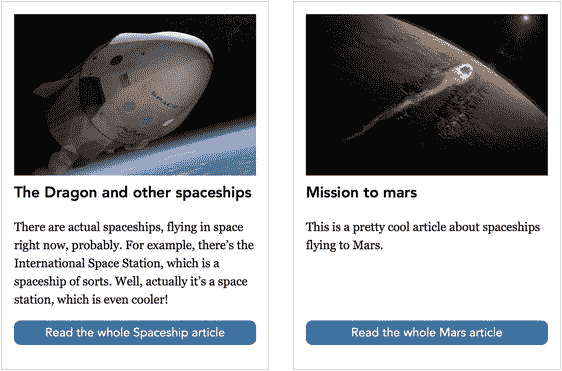 The Dragon and other spaceships
There are actual spaceships, flying in space
right now, probably. For example, there's the
International Space Station, which is a
spaceship of sorts. Well, actually it's a space
station, which is even cooler!
Read the whole Spaceship article
Mission to mars
This is a pretty cool article about spaceships
flying to Mars.
Read the whole Mars article